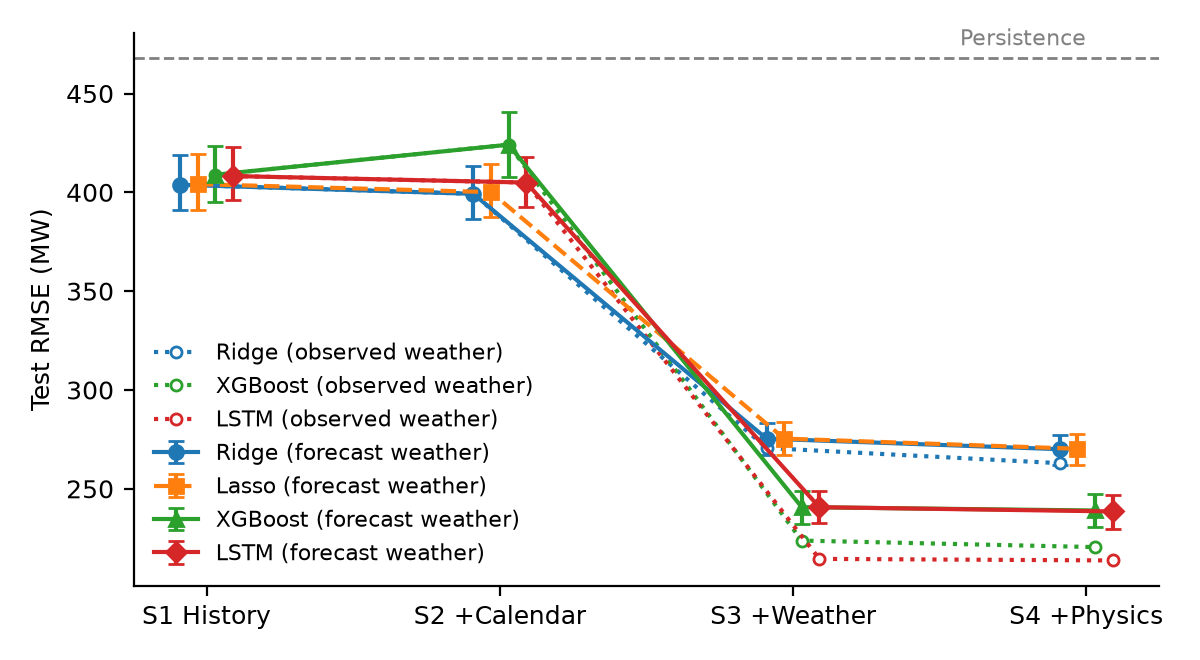 Persistence
450
400
350
300
250
Test RMSE (MW)
Ridge (observed weather)
XGBoost (observed weather)
LSTM (observed weather)
Ridge (forecast weather)
Lasso (forecast weather)
XGBoost (forecast weather)
LSTM (forecast weather)
S1 History
S2 +Calendar
S3 +Weather
S4 +Physics